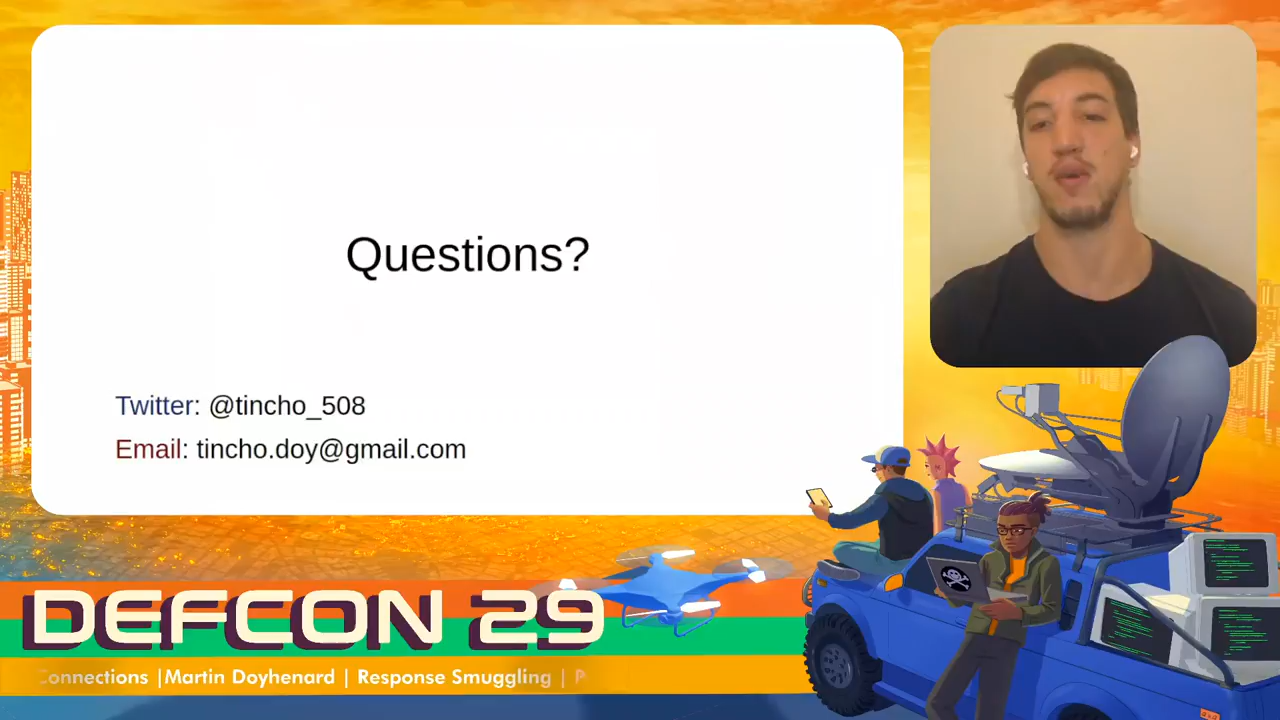 Questions?
Twitter: @tincho_508
Email: tincho.doy@gmail.com
DEFCON 29
Connections |Martin Doyhenard | Response Smuggling | P